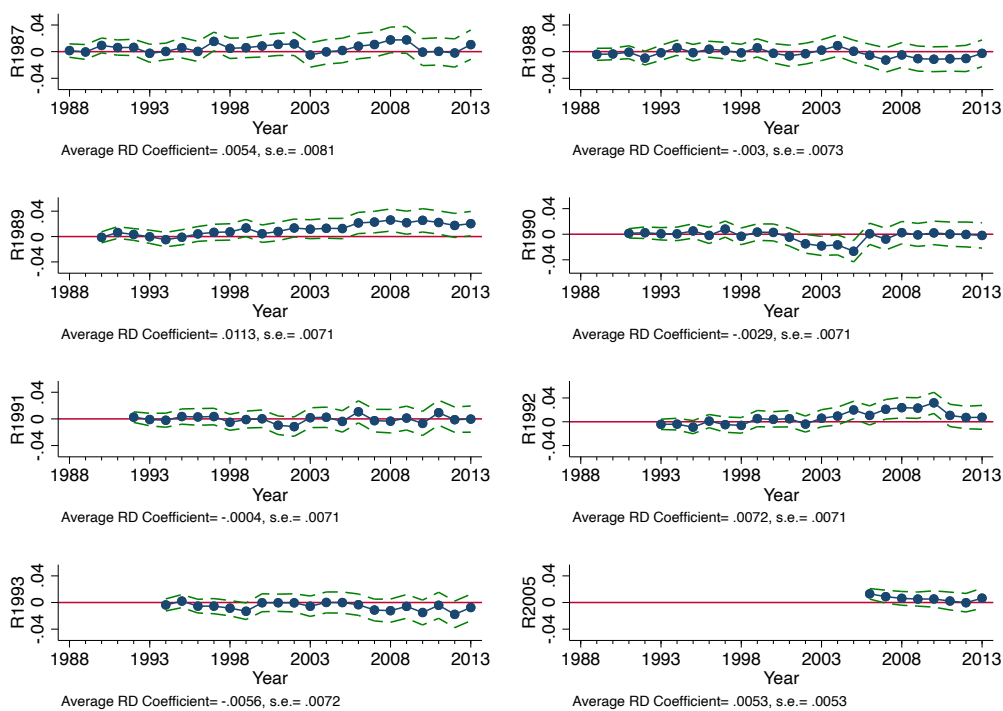 R1987
.04
0
-.04
1988 1993 1998 2003 2008 2013
Year
Average RD Coefficient= .0054, s.e.= .0081
R1988
.04
0
-.04
1988 1993 1998 2003 2008 2013
Year
Average RD Coefficient= -.003, s.e.= .0073
R1989
.04
0
-.04
1988 1993 1998 2003 2008 2013
Year
Average RD Coefficient= .0113, s.e.= .0071
R1990
.04
0
-.04
1988 1993 1998 2003 2008 2013
Year
Average RD Coefficient= -.0029, s.e.= .0071
R1991
.04
0
-.04
1988 1993 1998 2003 2008 2013
Year
Average RD Coefficient= -.0004, s.e.= .0071
R1992
.04
0
-.04
1988 1993 1998 2003 2008 2013
Year
Average RD Coefficient= .0072, s.e.= .0071
R1993
.04
0
-.04
1988 1993 1998 2003 2008 2013
Year
Average RD Coefficient= -.0056, s.e.= .0072
R2005
.04
0
-.04
1988 1993 1998 2003 2008 2013
Year
Average RD Coefficient= .0053, s.e.= .0053